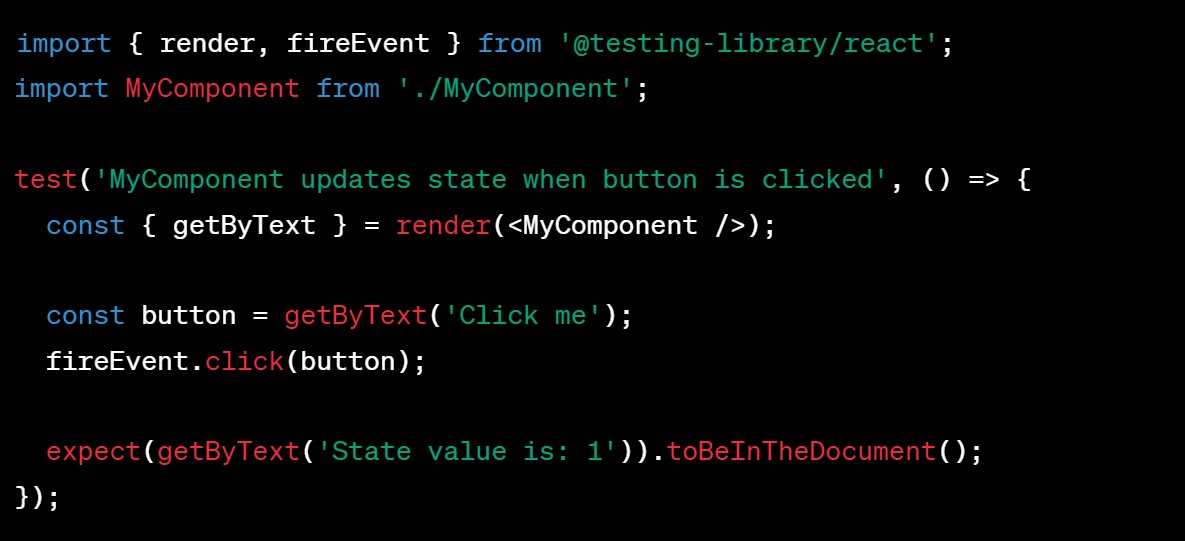 import { render, fireEvent } from '@testing-library/react';
import MyComponent from './MyComponent';
test('MyComponent updates state when button is clicked', () => {
  const { getByText } = render(<MyComponent />);
  const button = getByText('Click me');
  fireEvent.click(button);
  expect(getByText('State value is: 1')).toBeInTheDocument();
});